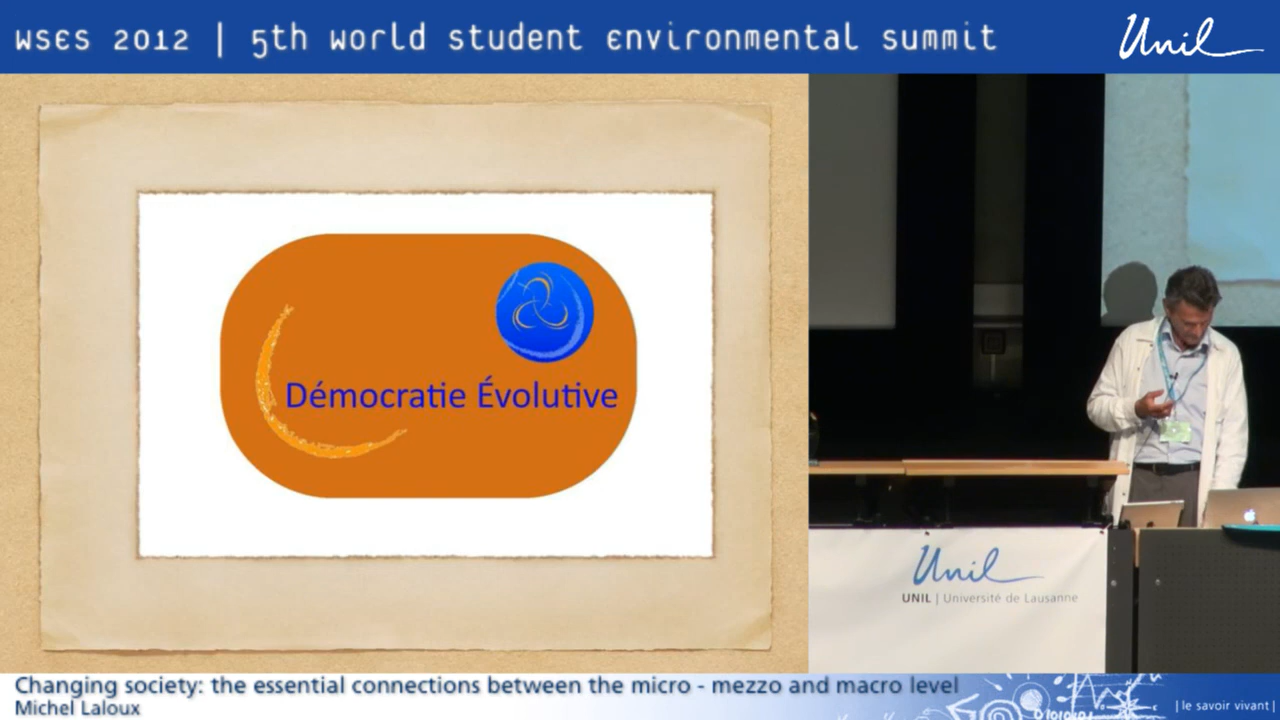 WSES 2012 | 5th World Student Environmental Summit
Unil
Démocratie Évolutive
Unil
UNIL | Université de Lausanne
Changing society: the essential connections between the micro - mezzo and macro level
Michel Laloux
| le savoir vivant |